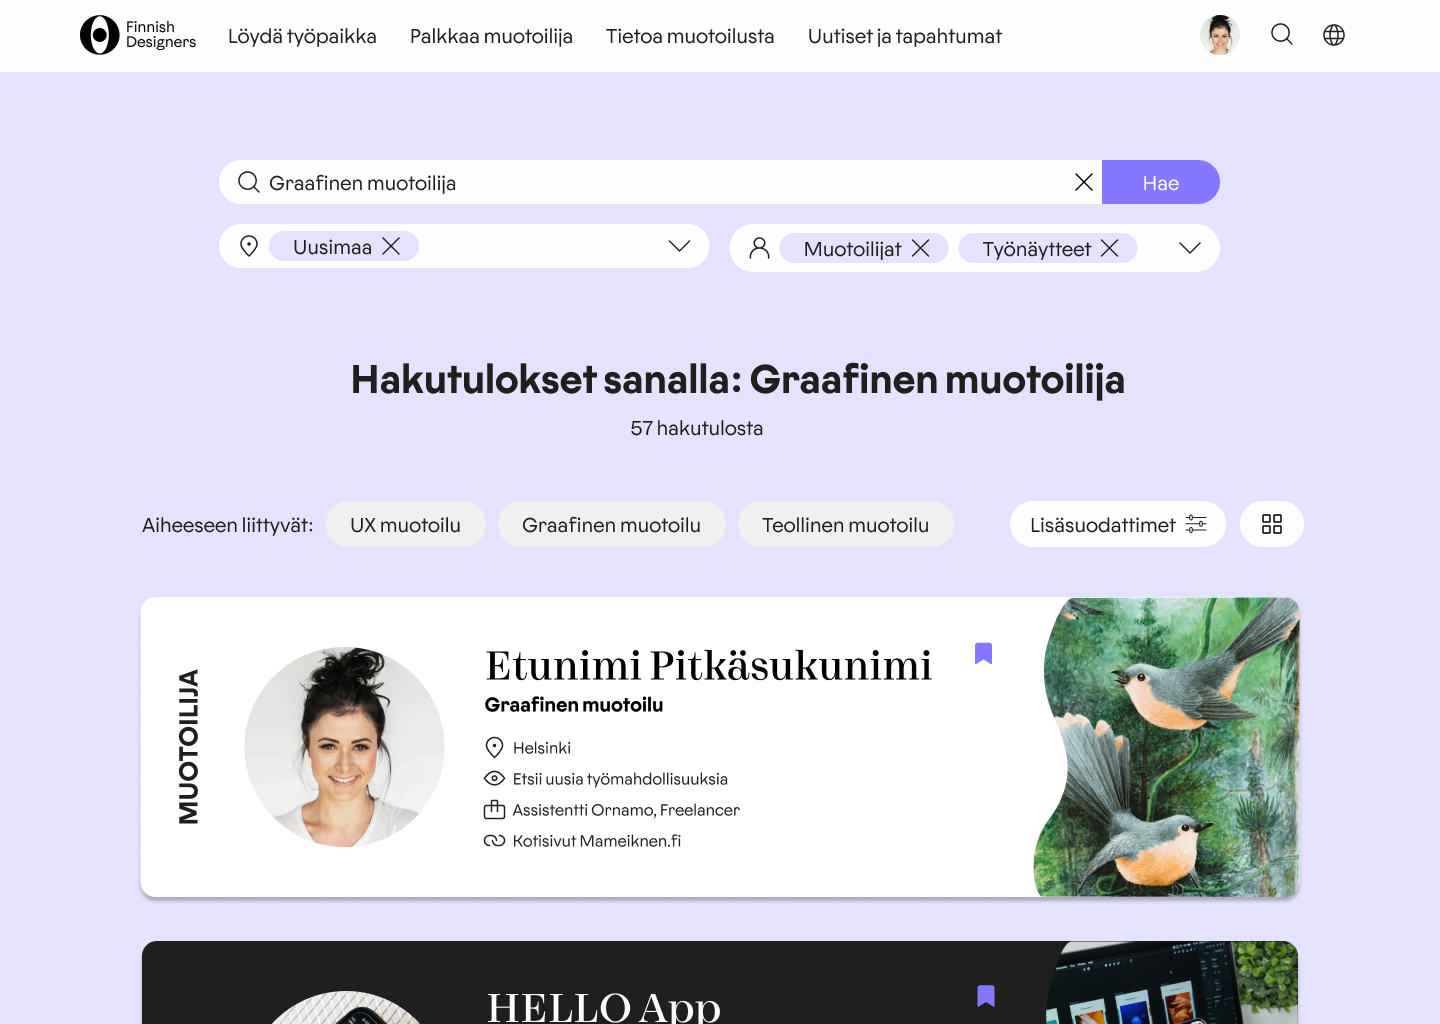 Finnish
Designers
Löydä työpaikka
Palkkaa muotoilija
Tietoa muotoilusta
Uutiset ja tapahtumat
Graafinen muotoilija
Hae
Uusimaa
Muotoilijat
Työnäytteet
Hakutulokset sanalla: Graafinen muotoilija
57 hakutulosta
Aiheeseen liittyvät:
UX muotoilu
Graafinen muotoilu
Teollinen muotoilu
Lisäsuodattimet
MUOTOILIJA
Etunimi Pitkäsukunimi
Graafinen muotoilu
Helsinki
Etsii uusia työmahdollisuuksia
Assistentti Ornamo, Freelancer
Kotisivut Mameiknen.fi
HELLO App